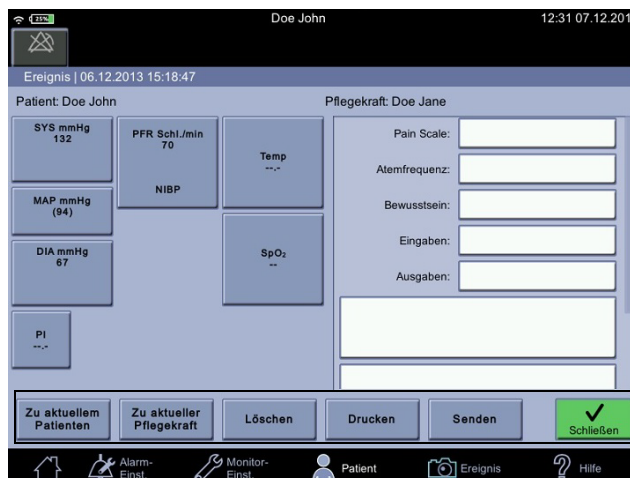 25%
Doe John
12:31 07.12.201
Ereignis | 06.12.2013 15:18:47
Patient: Doe John
Pflegekraft: Doe Jane
SYS mmHg
132
PFR Schl./min
70
NIBP
Temp
--.-
MAP mmHg
(94)
DIA mmHg
67
SpO₂
--
PI
--.-
Pain Scale:
Atemfrequenz:
Bewusstsein:
Eingaben:
Ausgaben:
Zu aktuellem
Patienten
Zu aktueller
Pflegekraft
Löschen
Drucken
Senden
Schließen
Alarm-
Einst.
Monitor-
Einst.
Patient
Ereignis
Hilfe